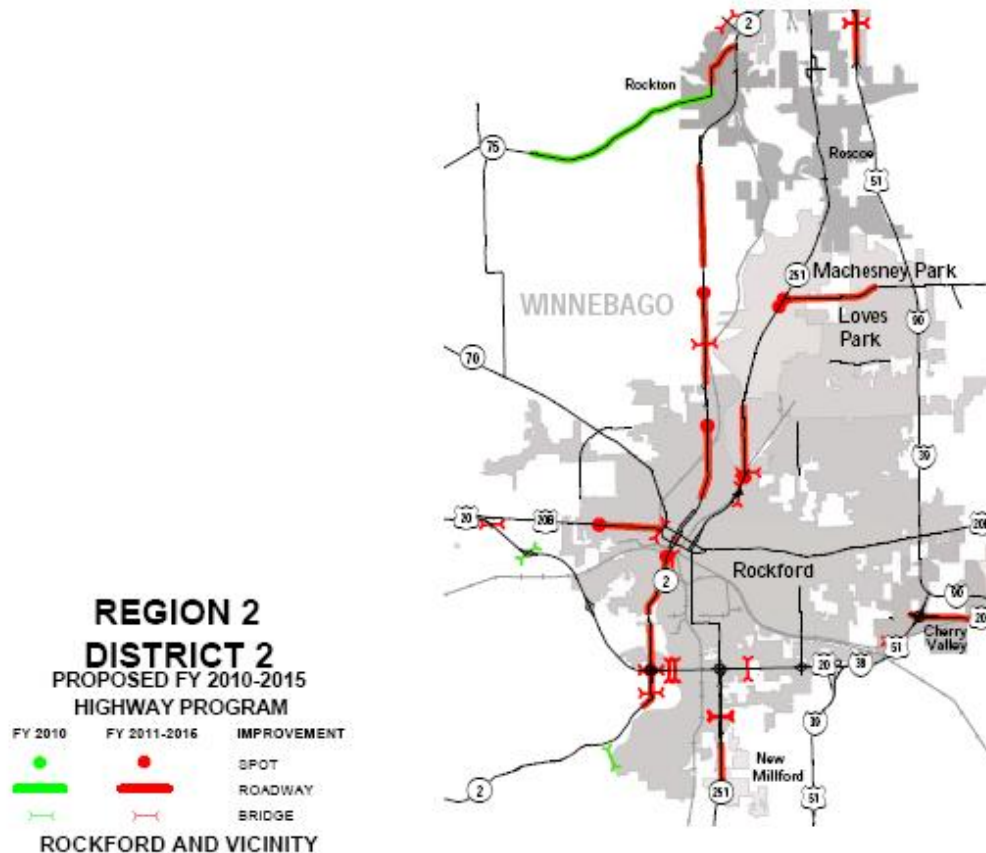 2
Rockton
75
Roscoe
51
251
Machesney Park
WINNEBAGO
Loves
Park
90
70
39
20
20B
20B
Rockford
2
90
20
REGION 2
DISTRICT 2
PROPOSED FY 2010-2015
HIGHWAY PROGRAM
Cherry
Valley
51
20
39
39
FY 2010
FY 2011-2015
IMPROVEMENT
SPOT
ROADWAY
BRIDGE
New
Millford
2
251
51
ROCKFORD AND VICINITY